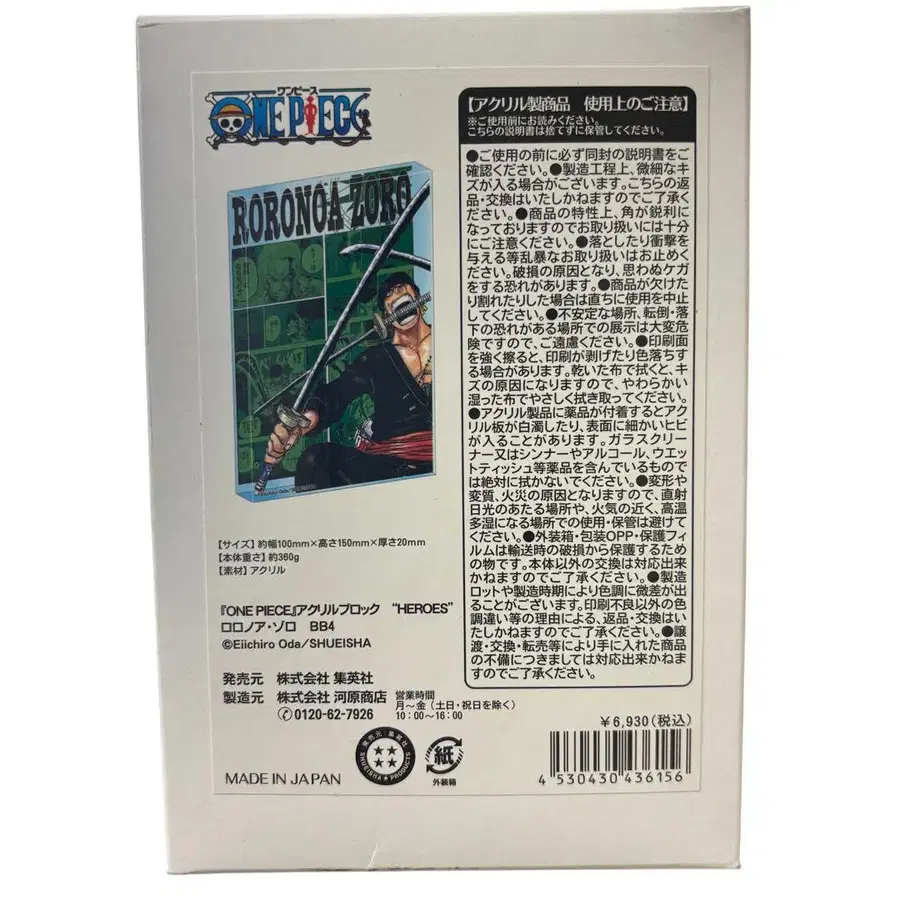 ワンピース
ONE PIECE
RORONOA ZORO
【サイズ】約幅100mm×高さ150mm×厚さ20mm
【本体重さ】約360g
【素材】アクリル
『ONE PIECE』アクリルブロック “HEROES”
ロロノア・ゾロ BB4
©Eiichiro Oda/SHUEISHA
発売元 株式会社 集英社
製造元 株式会社 河原商店
0120-62-7926
営業時間
月～金（土日・祝日を除く）
10：00～16：00
発売元：集英社
SHUEISHA★PRODUCTS
紙
外装箱
MADE IN JAPAN
【アクリル製商品 使用上のご注意】
※ご使用前にお読みください。
こちらの説明書は捨てずに保管してください。
●ご使用の前に必ず同封の説明書をご
確認ください。●製造工程上、微細なキ
ズが入る場合がございます。こちらの返
品・交換はいたしかねますのでご了承く
ださい。●商品の特性上、角が鋭利に
なっておりますのでお取り扱いには十分
にご注意ください。●落としたり衝撃を
与える等乱暴なお取り扱いはお止めく
ださい。破損の原因となり、思わぬケガ
をする恐れがあります。●商品が欠けた
り割れたりした場合は直ちに使用を中止
してください。●不安定な場所、転倒・落
下の恐れがある場所での展示は大変危
険ですので、ご遠慮ください。●印刷面
を強く擦ると、印刷が剥げたり色落ちする
場合があります。乾いた布で拭くと、キ
ズの原因になりますので、やわらかい
湿った布でやさしく拭き取ってください。
●アクリル製品に薬品が付着するとアク
リル板が白濁したり、表面に細かいヒビ
が入ることがあります。ガラスクリー
ナー又はシンナーやアルコール、ウエッ
トティッシュ等薬品を含んでいるもので
は絶対に拭かないでください。●変形や
変質、火災の原因となりますので、直射
日光のあたる場所や、火気の近く、高温
多湿になる場所での使用・保管は避けて
ください。●外装箱・包装OPP・保護フ
ィルムは輸送時の破損から保護するため
の物です。本体以外の交換は対応出来
かねますのでご了承ください。●製造
ロットや製造時期により色調に微差が出
ることがございます。印刷不良以外の色
調違い等の理由による、返品・交換はい
たしかねますのでご了承ください。●譲
渡・交換・転売等により手に入れた商品
の不備につきましては対応出来かねま
すのでご了承ください。
￥6,930（税込）
4 530430 436156